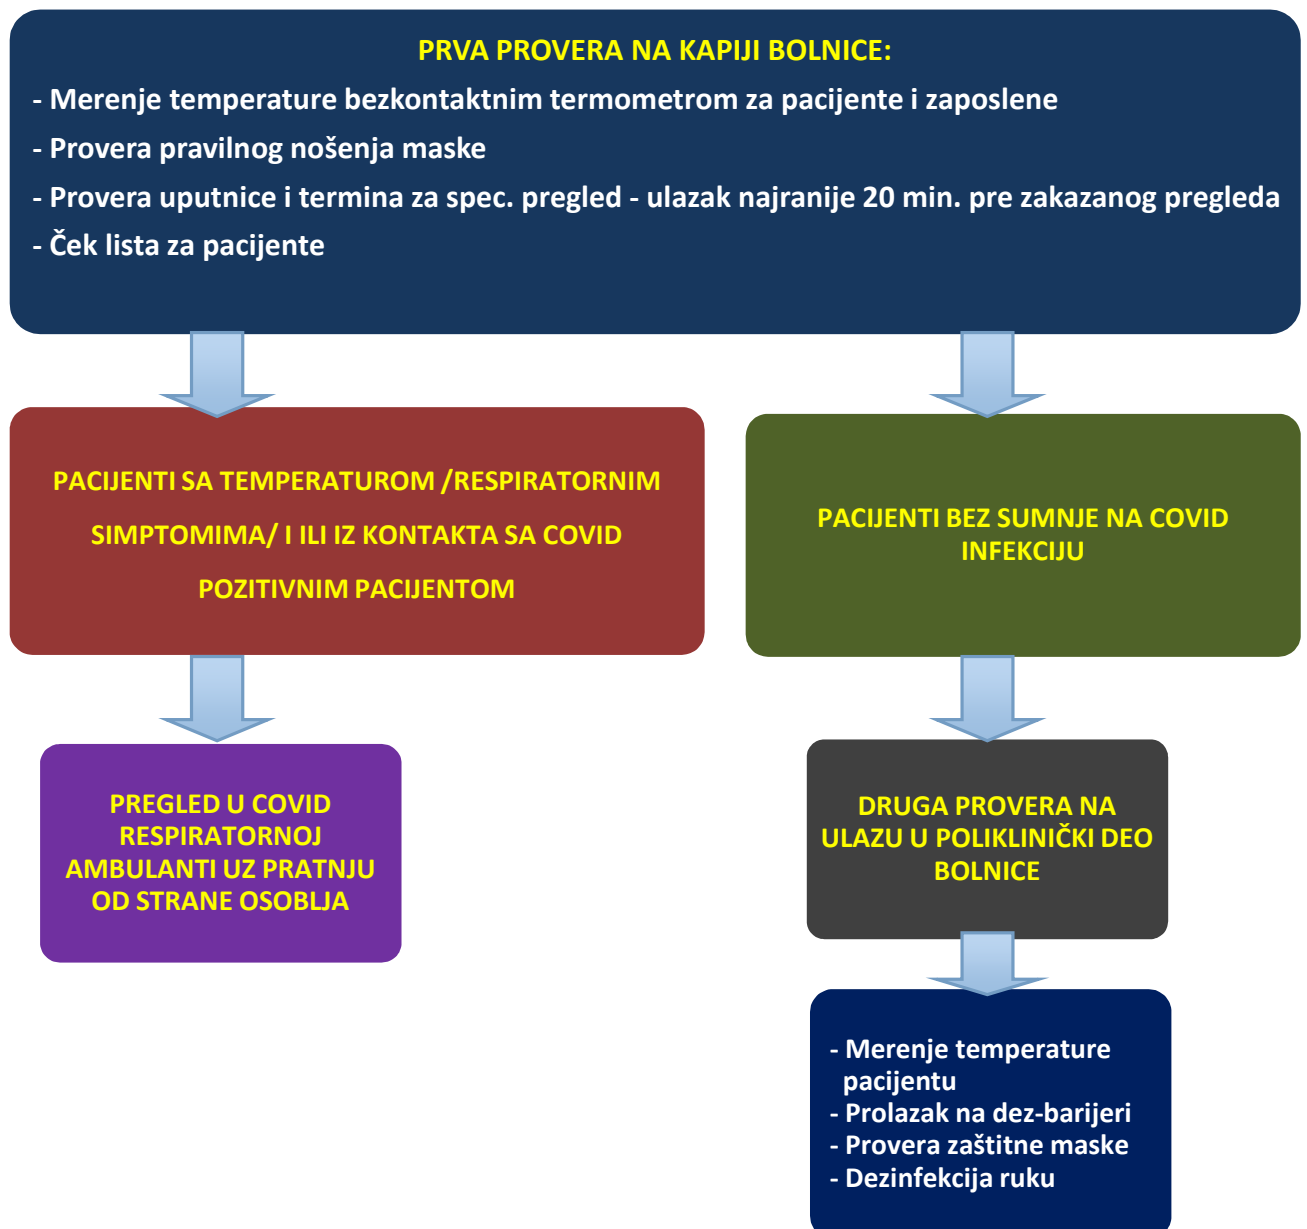 PRVA PROVERA NA KAPIJI BOLNICE:
- Merenje temperature bezkontaktnim termometrom za pacijente i zaposlene
- Provera pravilnog nošenja maske
- Provera uputnice i termina za spec. pregled - ulazak najranije 20 min. pre zakazanog pregleda
- Ček lista za pacijente
PACIJENTI SA TEMPERATUROM /RESPIRATORNIM
SIMPTOMIMA/ I ILI IZ KONTAKTA SA COVID
POZITIVNIM PACIJENTOM
PACIJENTI BEZ SUMNJE NA COVID
INFEKCIJU
PREGLED U COVID
RESPIRATORNOJ
AMBULANTI UZ PRATNJU
OD STRANE OSOBLJA
DRUGA PROVERA NA
ULAZU U POLIKLINIČKI DEO
BOLNICE
- Merenje temperature
pacijentu
- Prolazak na dez-barijeri
- Provera zaštitne maske
- Dezinfekcija ruku